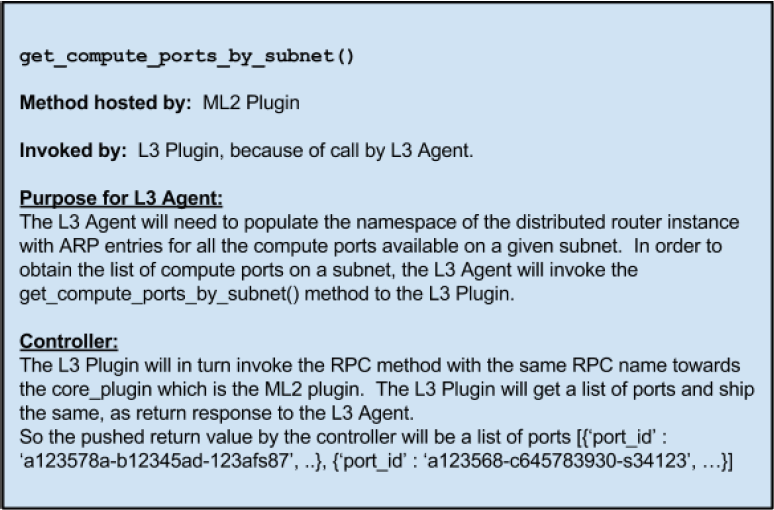 get_compute_ports_by_subnet()
Method hosted by: ML2 Plugin
Invoked by: L3 Plugin, because of call by L3 Agent.
Purpose for L3 Agent:
The L3 Agent will need to populate the namespace of the distributed router instance
with ARP entries for all the compute ports available on a given subnet. In order to
obtain the list of compute ports on a subnet, the L3 Agent will invoke the
get_compute_ports_by_subnet() method to the L3 Plugin.
Controller:
The L3 Plugin will in turn invoke the RPC method with the same RPC name towards
the core_plugin which is the ML2 plugin. The L3 Plugin will get a list of ports and ship
the same, as return response to the L3 Agent.
So the pushed return value by the controller will be a list of ports [{‘port_id’ :
‘a123578a-b12345ad-123afs87’, ..}, {‘port_id’ : ‘a123568-c645783930-s34123’, …}]